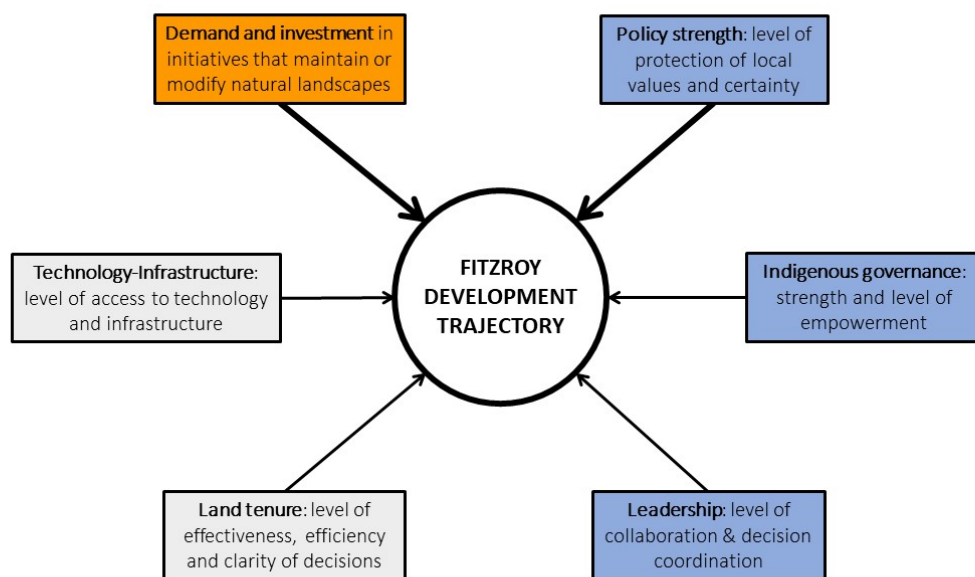 Demand and investment in
initiatives that maintain or
modify natural landscapes
Policy strength: level of
protection of local
values and certainty
Technology-Infrastructure:
level of access to technology
and infrastructure
FITZROY
DEVELOPMENT
TRAJECTORY
Indigenous governance:
strength and level of
empowerment
Land tenure: level of
effectiveness, efficiency
and clarity of decisions
Leadership: level of
collaboration & decision
coordination